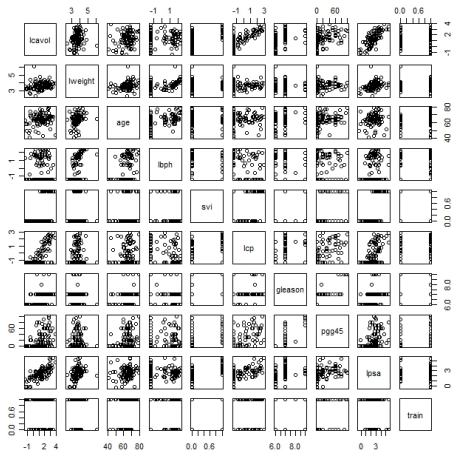 3 5
-1 1
-1 1 3
0 60
0.0 0.6
lcavol
-1 2 4
3 5
lweight
age
40 60 80
-1 1
lbph
svi
0.0 0.6
-1 1 3
lcp
gleason
6.0 8.0
0 60
pgg45
lpsa
0 3
0.0 0.6
train
-1 2 4
40 60 80
0.0 0.6
6.0 8.0
0 3